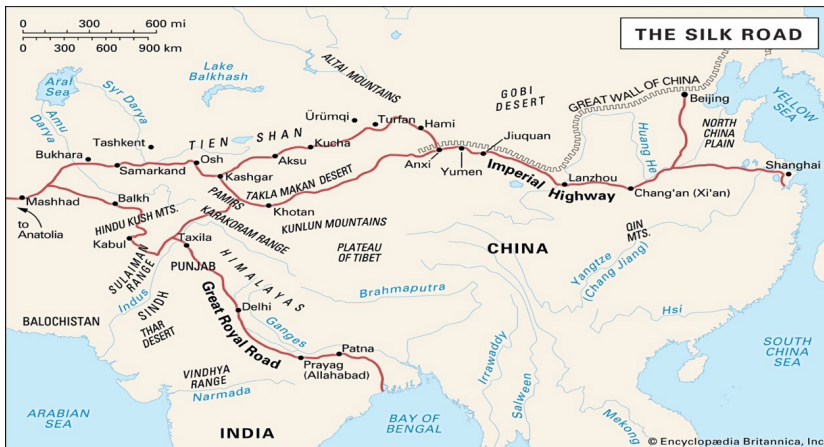 0 300 600 mi
0 300 600 900 km
THE SILK ROAD
Aral
Sea
Syr Darya
Lake
Balkhash
ALTAI MOUNTAINS
GOBI
DESERT
GREAT WALL OF CHINA
Beijing
YELLOW
SEA
Amu
Darya
Tashkent
TIEN SHAN
Ürümqi
Turfan
Hami
Jiuquan
Huang He
NORTH
CHINA
PLAIN
Bukhara
Samarkand
Osh
Kucha
Aksu
Kashgar
Anxi
Yumen
Imperial Highway
Lanzhou
Chang'an (Xi'an)
Shanghai
Mashhad
to
Anatolia
Balkh
HINDU KUSH MTS.
PAMIRS
TAKLA MAKAN DESERT
Khotan
KUNLUN MOUNTAINS
KARAKORAM RANGE
Kabul
Taxila
SULAIMAN
RANGE
PUNJAB
HIMALAYAS
PLATEAU
OF TIBET
CHINA
QIN
MTS.
Yangtze
(Chang Jiang)
Indus
SINDH
BALOCHISTAN
THAR
DESERT
Great Royal Road
Delhi
Ganges
Brahmaputra
Hsi
Patna
Prayag
(Allahabad)
VINDHYA
RANGE
Narmada
Irrawaddy
Salween
Mekong
SOUTH
CHINA
SEA
ARABIAN
SEA
INDIA
BAY OF
BENGAL
© Encyclopædia Britannica, Inc